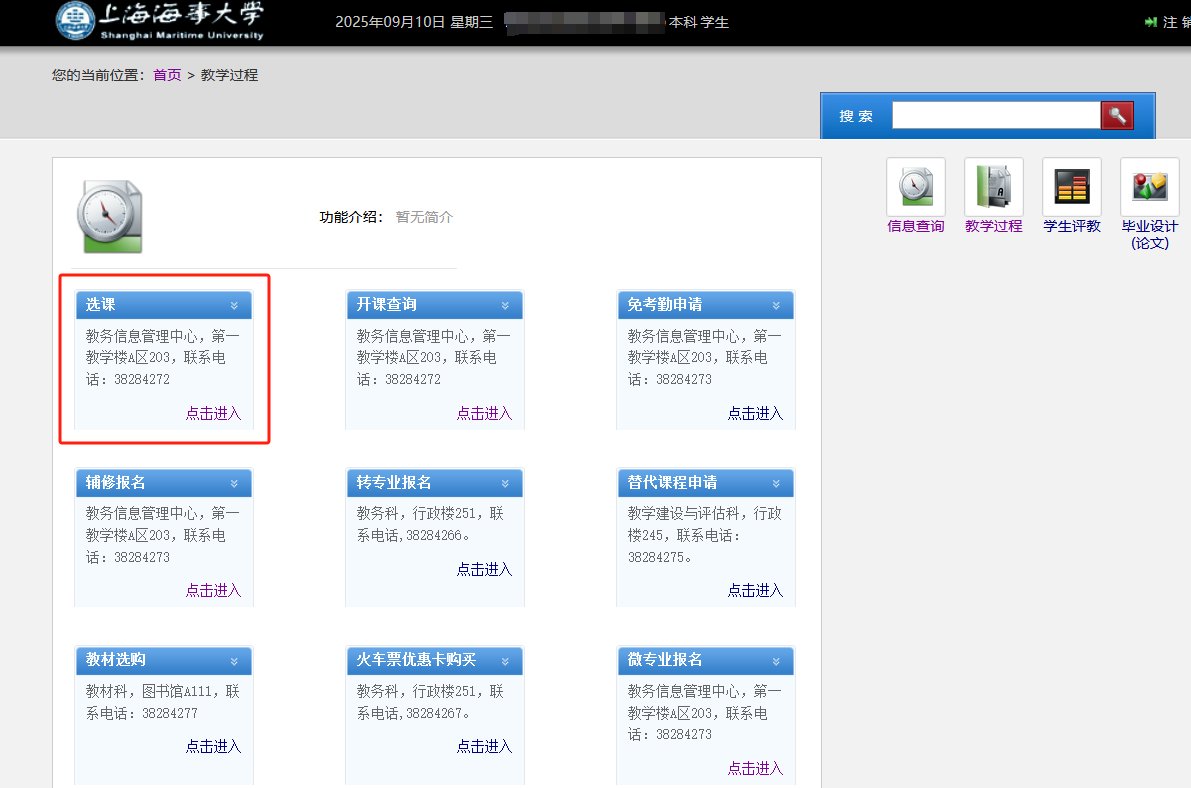 上海海事大学
Shanghai Maritime University
2025年09月10日 星期三
本科学生
注 销
您的当前位置： 首页 > 教学过程
搜 索
信息查询
教学过程
学生评教
毕业设计
(论文)
功能介绍： 暂无简介
选课
教务信息管理中心，第一
教学楼A区203，联系电
话：38284272
点击进入
开课查询
教务信息管理中心，第一
教学楼A区203，联系电
话：38284272
点击进入
免考勤申请
教务信息管理中心，第一
教学楼A区203，联系电
话：38284273
点击进入
辅修报名
教务信息管理中心，第一
教学楼A区203，联系电
话：38284273
点击进入
转专业报名
教务科，行政楼251，联
系电话,38284266。
点击进入
替代课程申请
教学建设与评估科，行政
楼245，联系电话：
38284275。
点击进入
教材选购
教材科，图书馆A111，联
系电话：38284277
点击进入
火车票优惠卡购买
教务科，行政楼251，联
系电话,38284267。
点击进入
微专业报名
教务信息管理中心，第一
教学楼A区203，联系电
话：38284273
点击进入